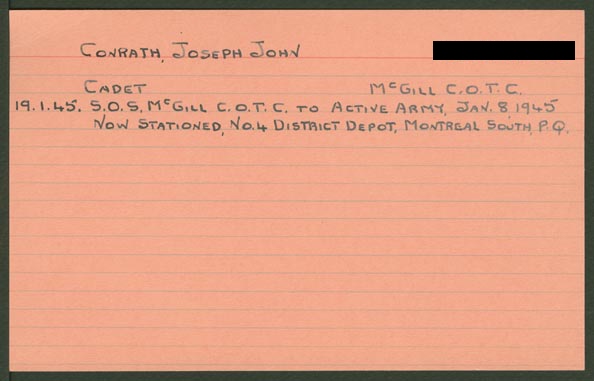 Conrath, Joseph John
Cadet McGill C.O.T.C.
19.1.45. S.O.S. McGill C.O.T.C. to Active Army, Jan. 8, 1945
Now Stationed, No.4 District Depot, Montreal South, P.Q.